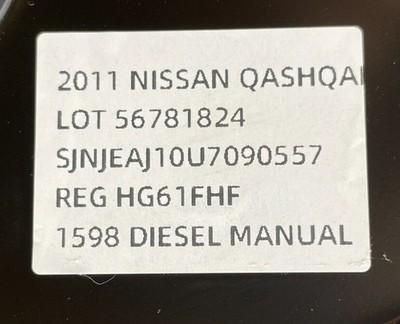 2011 NISSAN QASHQAI
LOT 56781824
SJNJEAJ10U7090557
REG HG61FHF
1598 DIESEL MANUAL